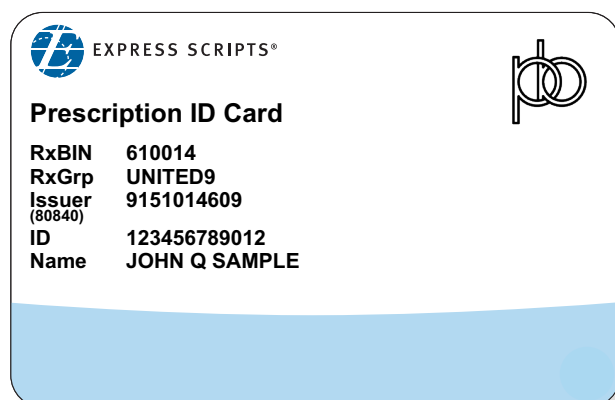 EXPRESS SCRIPTS®
Prescription ID Card
RxBIN 610014
RxGrp UNITED9
Issuer 9151014609
(80840)
ID 123456789012
Name JOHN Q SAMPLE